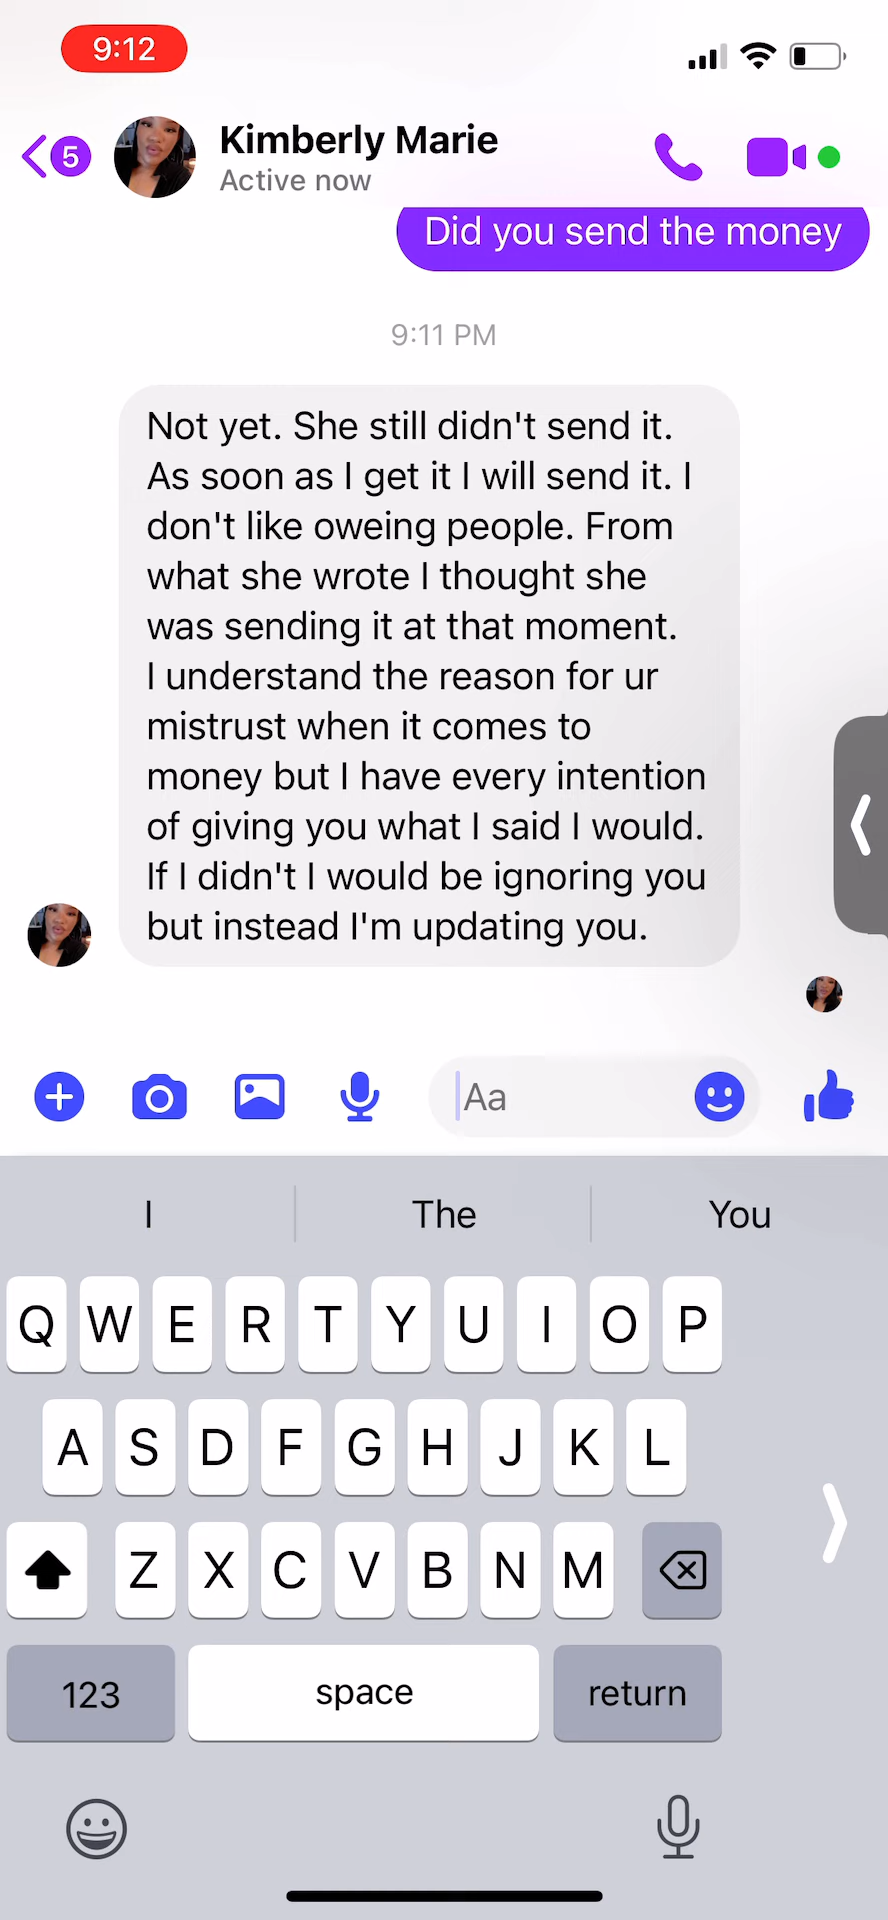 9:12
5
Kimberly Marie
Active now
Did you send the money
9:11 PM
Not yet. She still didn't send it.
As soon as I get it I will send it. I
don't like oweing people. From
what she wrote I thought she
was sending it at that moment.
I understand the reason for ur
mistrust when it comes to
money but I have every intention
of giving you what I said I would.
If I didn't I would be ignoring you
but instead I'm updating you.
Aa
I The You
Q W E R T Y U I O P
A S D F G H J K L
Z X C V B N M
123 space return